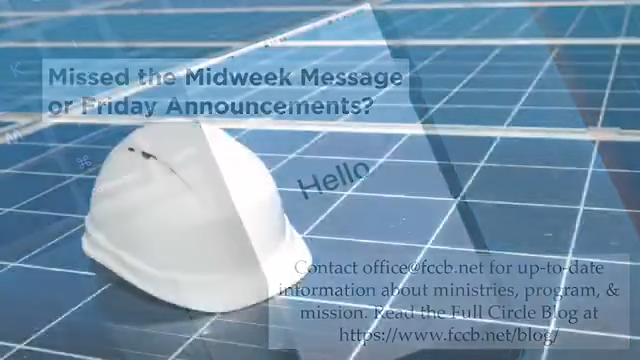 Missed the Midweek Message
or Friday Announcements?
Hello
Contact office@fccb.net for up-to-date
information about ministries, program, &
mission. Read the Full Circle Blog at
https://www.fccb.net/blog/